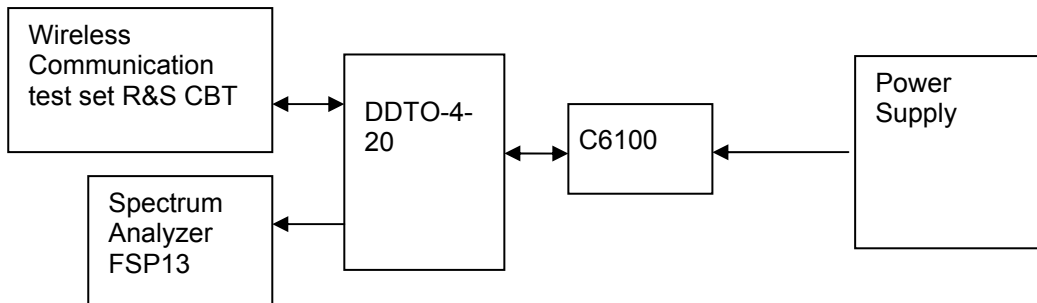 Wireless
Communication
test set R&S CBT
DDTO-4-
20
C6100
Power
Supply
Spectrum
Analyzer
FSP13